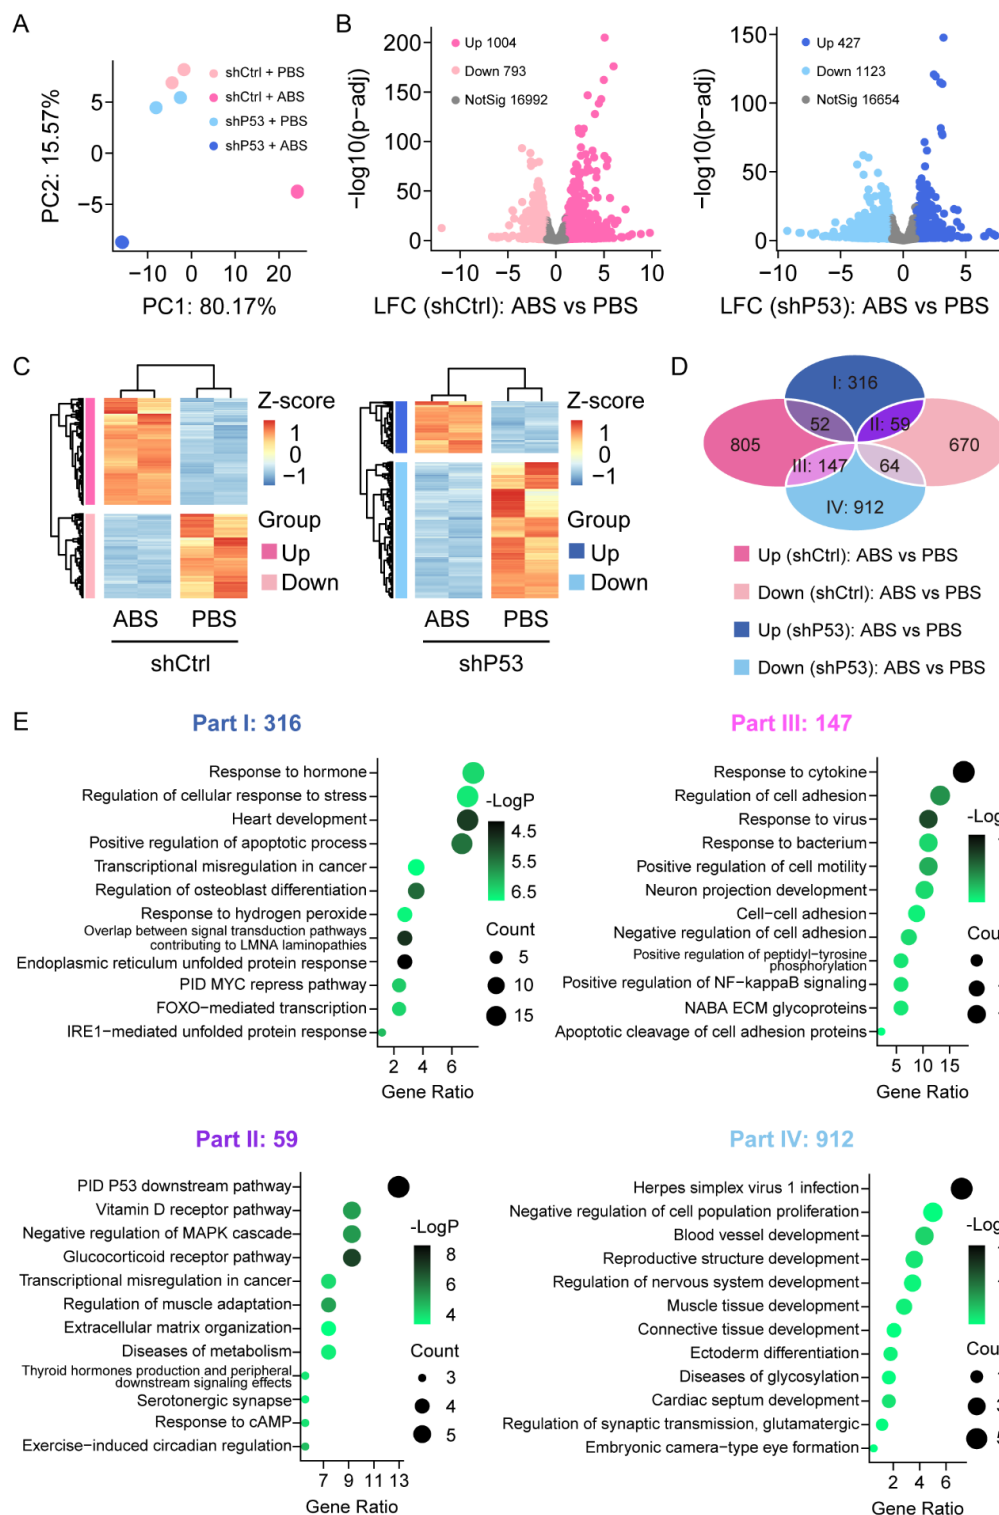 A
PC2: 15.57%
5
0
−5
−10
0
10
20
PC1: 80.17%
shCtrl + PBS
shCtrl + ABS
shP53 + PBS
shP53 + ABS
B
−log10(p−adj)
200
150
100
50
0
Up 1004
Down 793
NotSig 16992
−10
−5
0
5
10
LFC (shCtrl): ABS vs PBS
−log10(p−adj)
150
100
50
0
Up 427
Down 1123
NotSig 16654
−10
−5
0
5
LFC (shP53): ABS vs PBS
C
Z−score
1
0
−1
Group
Up
Down
ABS
PBS
shCtrl
Z−score
1
0
−1
Group
Up
Down
ABS
PBS
shP53
D
I: 316
52
II: 59
805
670
III: 147
64
IV: 912
Up (shCtrl): ABS vs PBS
Down (shCtrl): ABS vs PBS
Up (shP53): ABS vs PBS
Down (shP53): ABS vs PBS
E
Part I: 316
Response to hormone
Regulation of cellular response to stress
Heart development
Positive regulation of apoptotic process
Transcriptional misregulation in cancer
Regulation of osteoblast differentiation
Response to hydrogen peroxide
Overlap between signal transduction pathways
contributing to LMNA laminopathies
Endoplasmic reticulum unfolded protein response
PID MYC repress pathway
FOXO−mediated transcription
IRE1−mediated unfolded protein response
2
4
6
Gene Ratio
-LogP
4.5
5.5
6.5
Count
5
10
15
Part III: 147
Response to cytokine
Regulation of cell adhesion
Response to virus
Response to bacterium
Positive regulation of cell motility
Neuron projection development
Cell−cell adhesion
Negative regulation of cell adhesion
Positive regulation of peptidyl−tyrosine
phosphorylation
Positive regulation of NF−kappaB signaling
NABA ECM glycoproteins
Apoptotic cleavage of cell adhesion proteins
5
10
15
Gene Ratio
Part II: 59
PID P53 downstream pathway
Vitamin D receptor pathway
Negative regulation of MAPK cascade
Glucocorticoid receptor pathway
Transcriptional misregulation in cancer
Regulation of muscle adaptation
Extracellular matrix organization
Diseases of metabolism
Thyroid hormones production and peripheral
downstream signaling effects
Serotonergic synapse
Response to cAMP
Exercise−induced circadian regulation
7
9
11
13
Gene Ratio
-LogP
8
6
4
Count
3
4
5
Part IV: 912
Herpes simplex virus 1 infection
Negative regulation of cell population proliferation
Blood vessel development
Reproductive structure development
Regulation of nervous system development
Muscle tissue development
Connective tissue development
Ectoderm differentiation
Diseases of glycosylation
Cardiac septum development
Regulation of synaptic transmission, glutamatergic
Embryonic camera−type eye formation
2
4
6
Gene Ratio